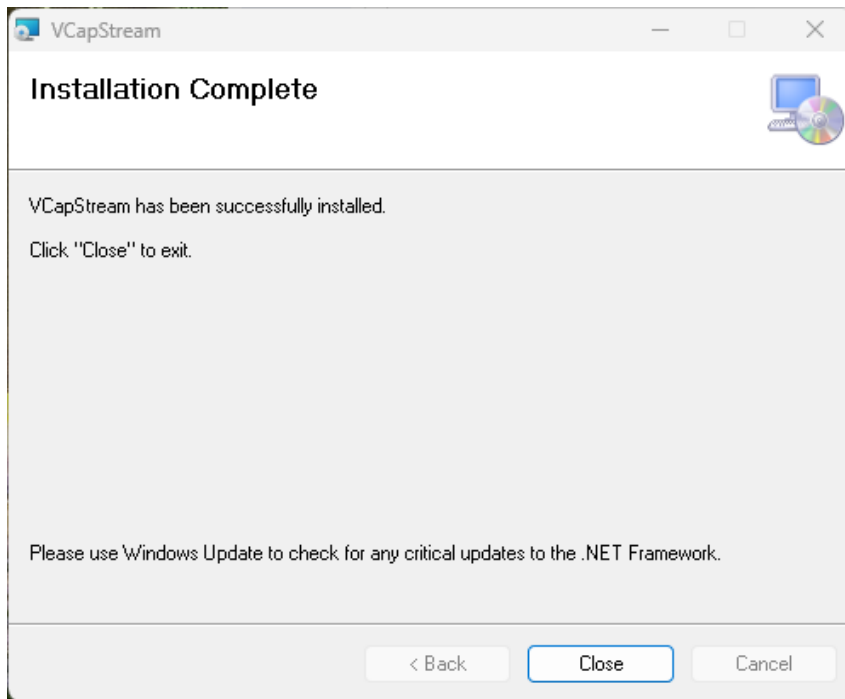 VCapStream
Installation Complete
VCapStream has been successfully installed.
Click "Close" to exit.
Please use Windows Update to check for any critical updates to the .NET Framework.
< Back
Close
Cancel